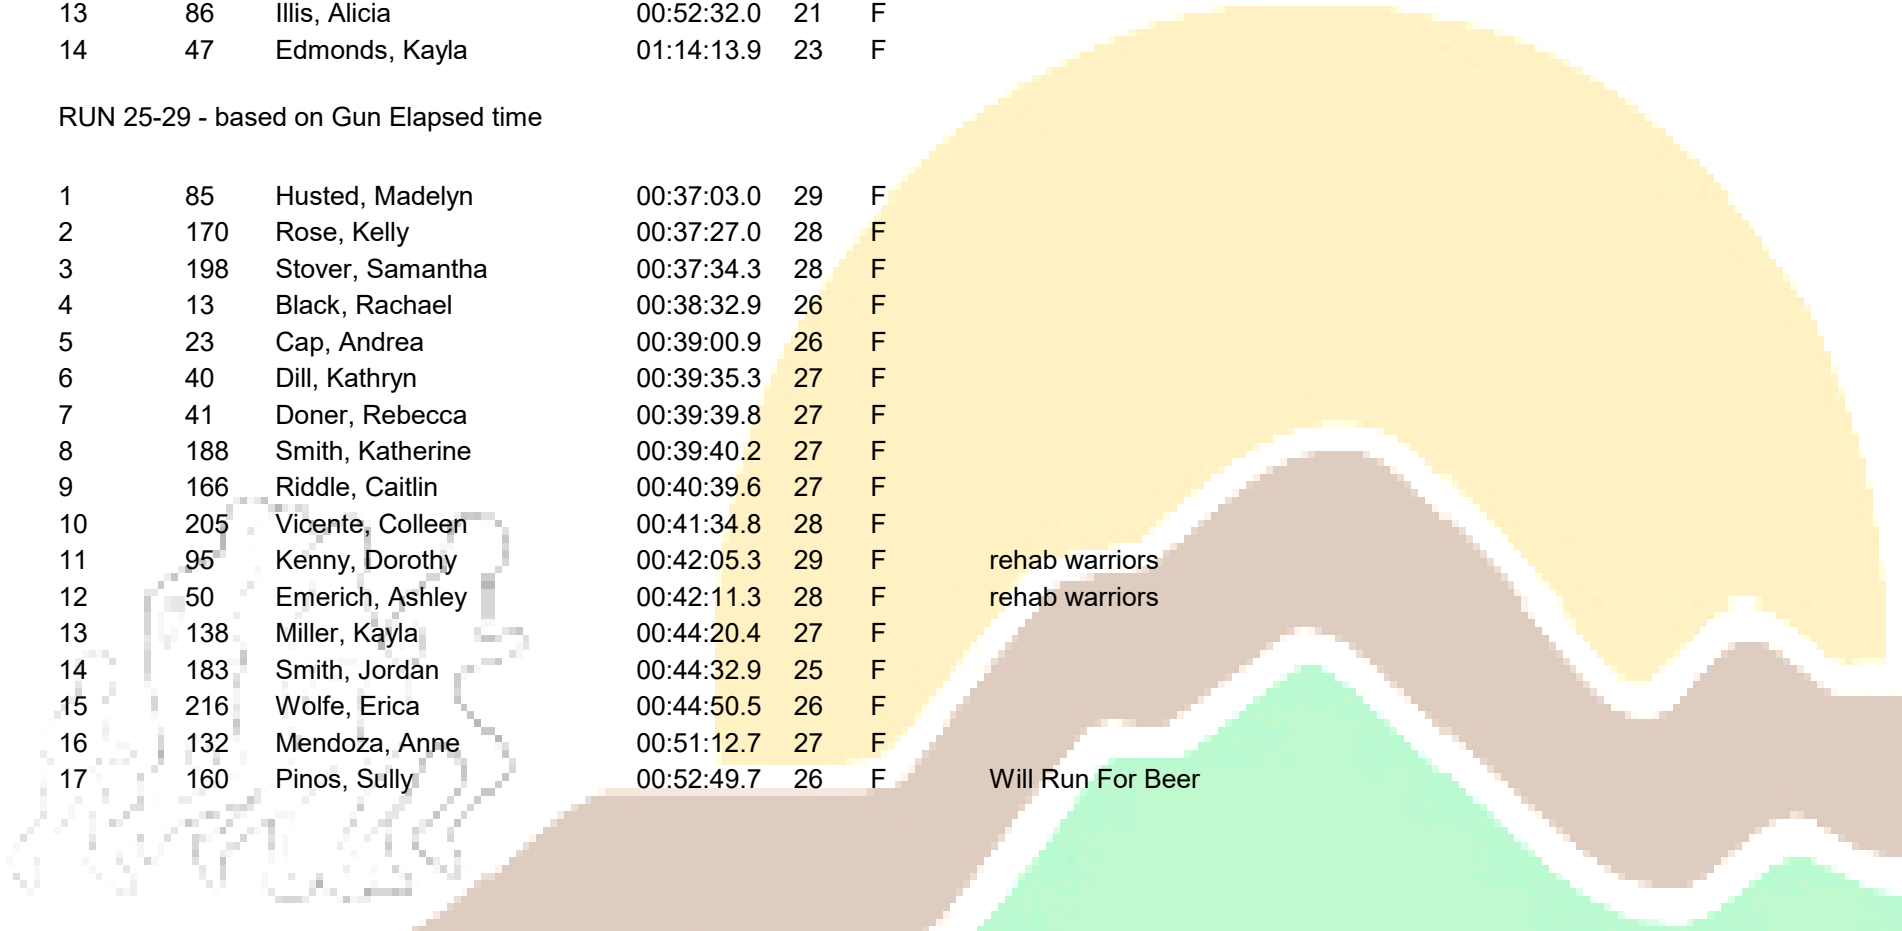 13 86 Illis, Alicia 00:52:32.0 21 F
14 47 Edmonds, Kayla 01:14:13.9 23 F
RUN 25-29 - based on Gun Elapsed time
1 85 Husted, Madelyn 00:37:03.0 29 F
2 170 Rose, Kelly 00:37:27.0 28 F
3 198 Stover, Samantha 00:37:34.3 28 F
4 13 Black, Rachael 00:38:32.9 26 F
5 23 Cap, Andrea 00:39:00.9 26 F
6 40 Dill, Kathryn 00:39:35.3 27 F
7 41 Doner, Rebecca 00:39:39.8 27 F
8 188 Smith, Katherine 00:39:40.2 27 F
9 166 Riddle, Caitlin 00:40:39.6 27 F
10 205 Vicente, Colleen 00:41:34.8 28 F
11 95 Kenny, Dorothy 00:42:05.3 29 F rehab warriors
12 50 Emerich, Ashley 00:42:11.3 28 F rehab warriors
13 138 Miller, Kayla 00:44:20.4 27 F
14 183 Smith, Jordan 00:44:32.9 25 F
15 216 Wolfe, Erica 00:44:50.5 26 F
16 132 Mendoza, Anne 00:51:12.7 27 F
17 160 Pinos, Sully 00:52:49.7 26 F Will Run For Beer